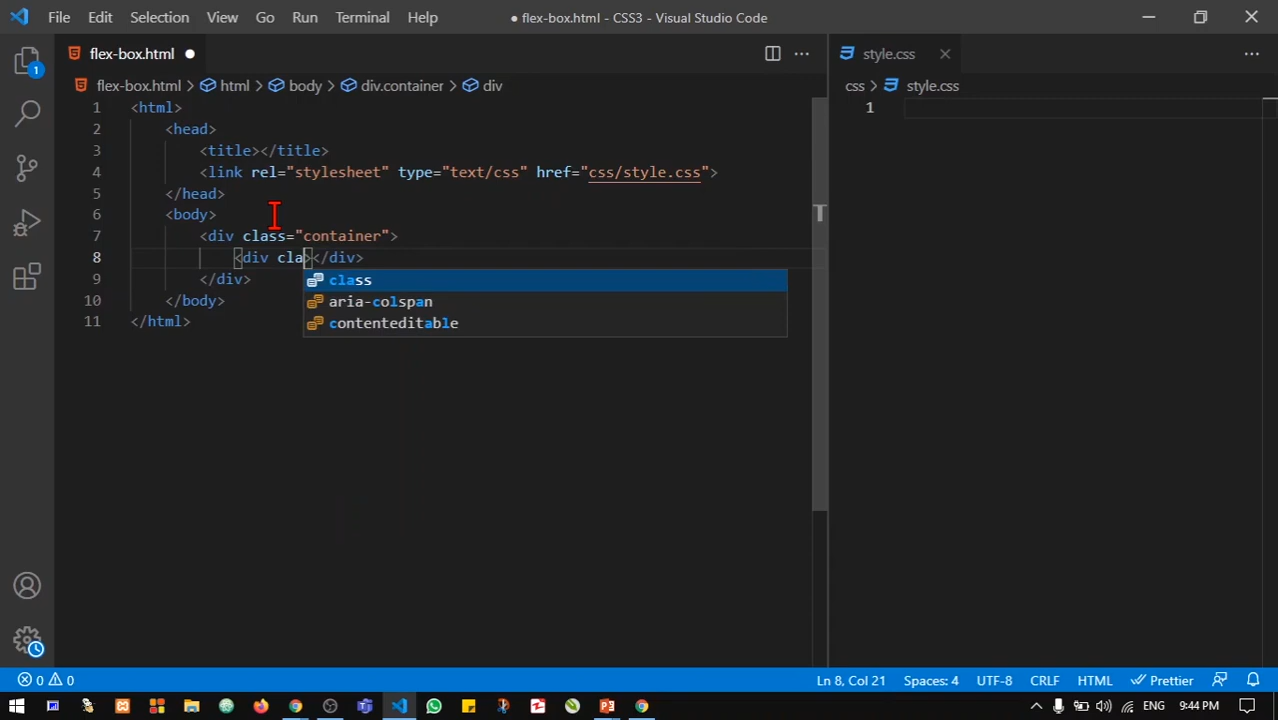 File Edit Selection View Go Run Terminal Help ● flex-box.html - CSS3 - Visual Studio Code
flex-box.html ●
style.css
flex-box.html > html > body > div.container > div
css > style.css
1 <html>
2 <head>
3 <title></title>
4 <link rel="stylesheet" type="text/css" href="css/style.css">
5 </head>
6 <body>
7 <div class="container">
8 <div cla></div>
9 </div>
10 </body>
11 </html>
class
aria-colspan
contenteditable
1
1
0 0
Ln 8, Col 21 Spaces: 4 UTF-8 CRLF HTML Prettier
ENG 9:44 PM